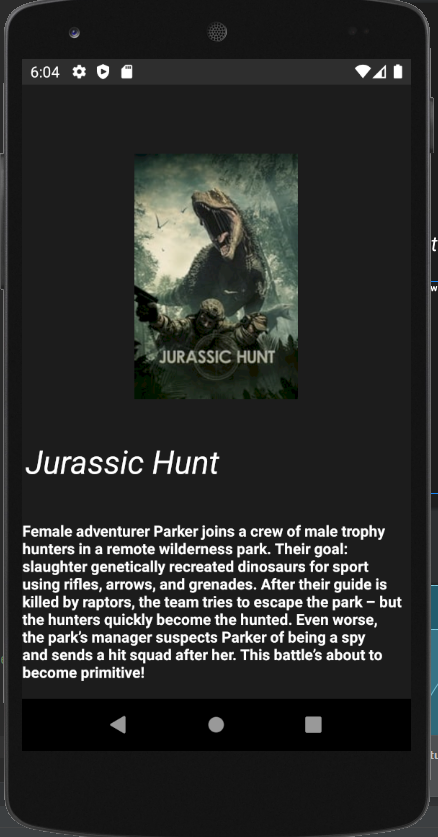 6:04
JURASSIC HUNT
Jurassic Hunt
Female adventurer Parker joins a crew of male trophy
hunters in a remote wilderness park. Their goal:
slaughter genetically recreated dinosaurs for sport
using rifles, arrows, and grenades. After their guide is
killed by raptors, the team tries to escape the park – but
the hunters quickly become the hunted. Even worse,
the park’s manager suspects Parker of being a spy
and sends a hit squad after her. This battle’s about to
become primitive!